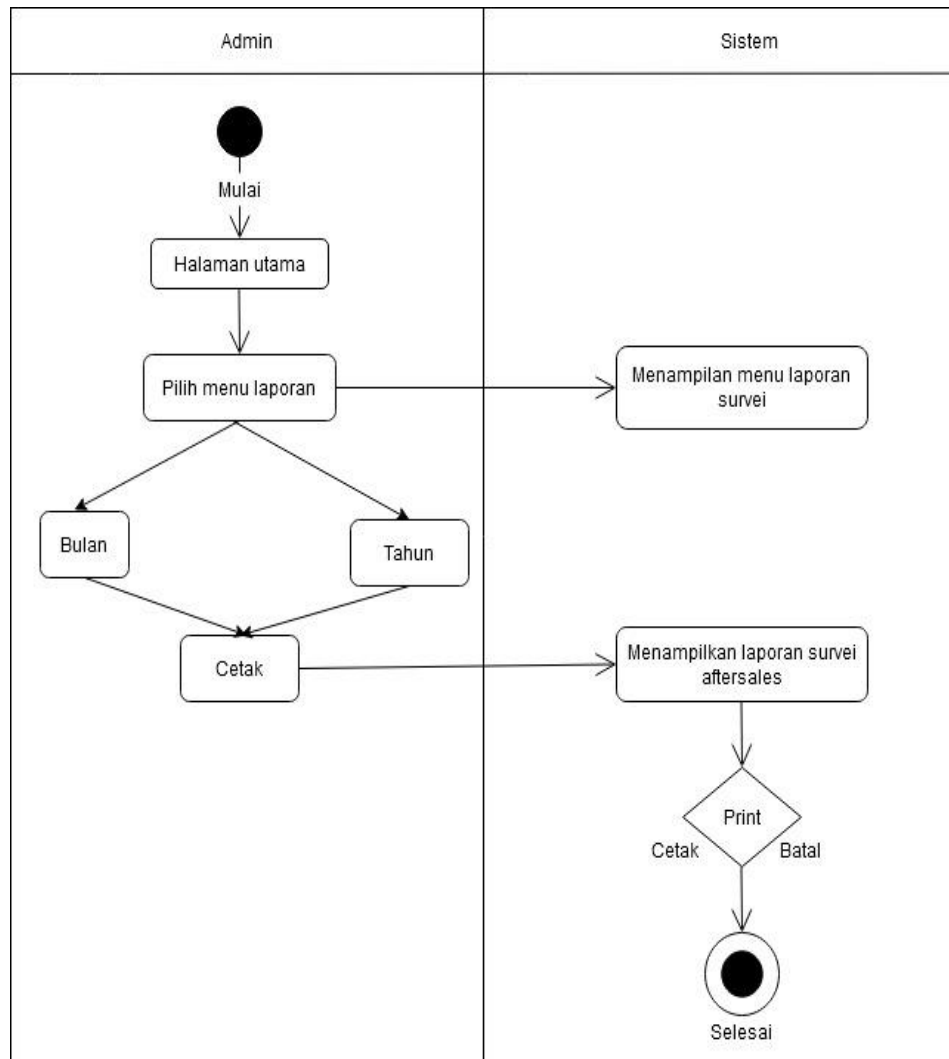 Admin
Sistem
Mulai
Halaman utama
Pilih menu laporan
Menampilan menu laporan
survei
Bulan
Tahun
Cetak
Menampilkan laporan survei
aftersales
Print
Cetak
Batal
Selesai